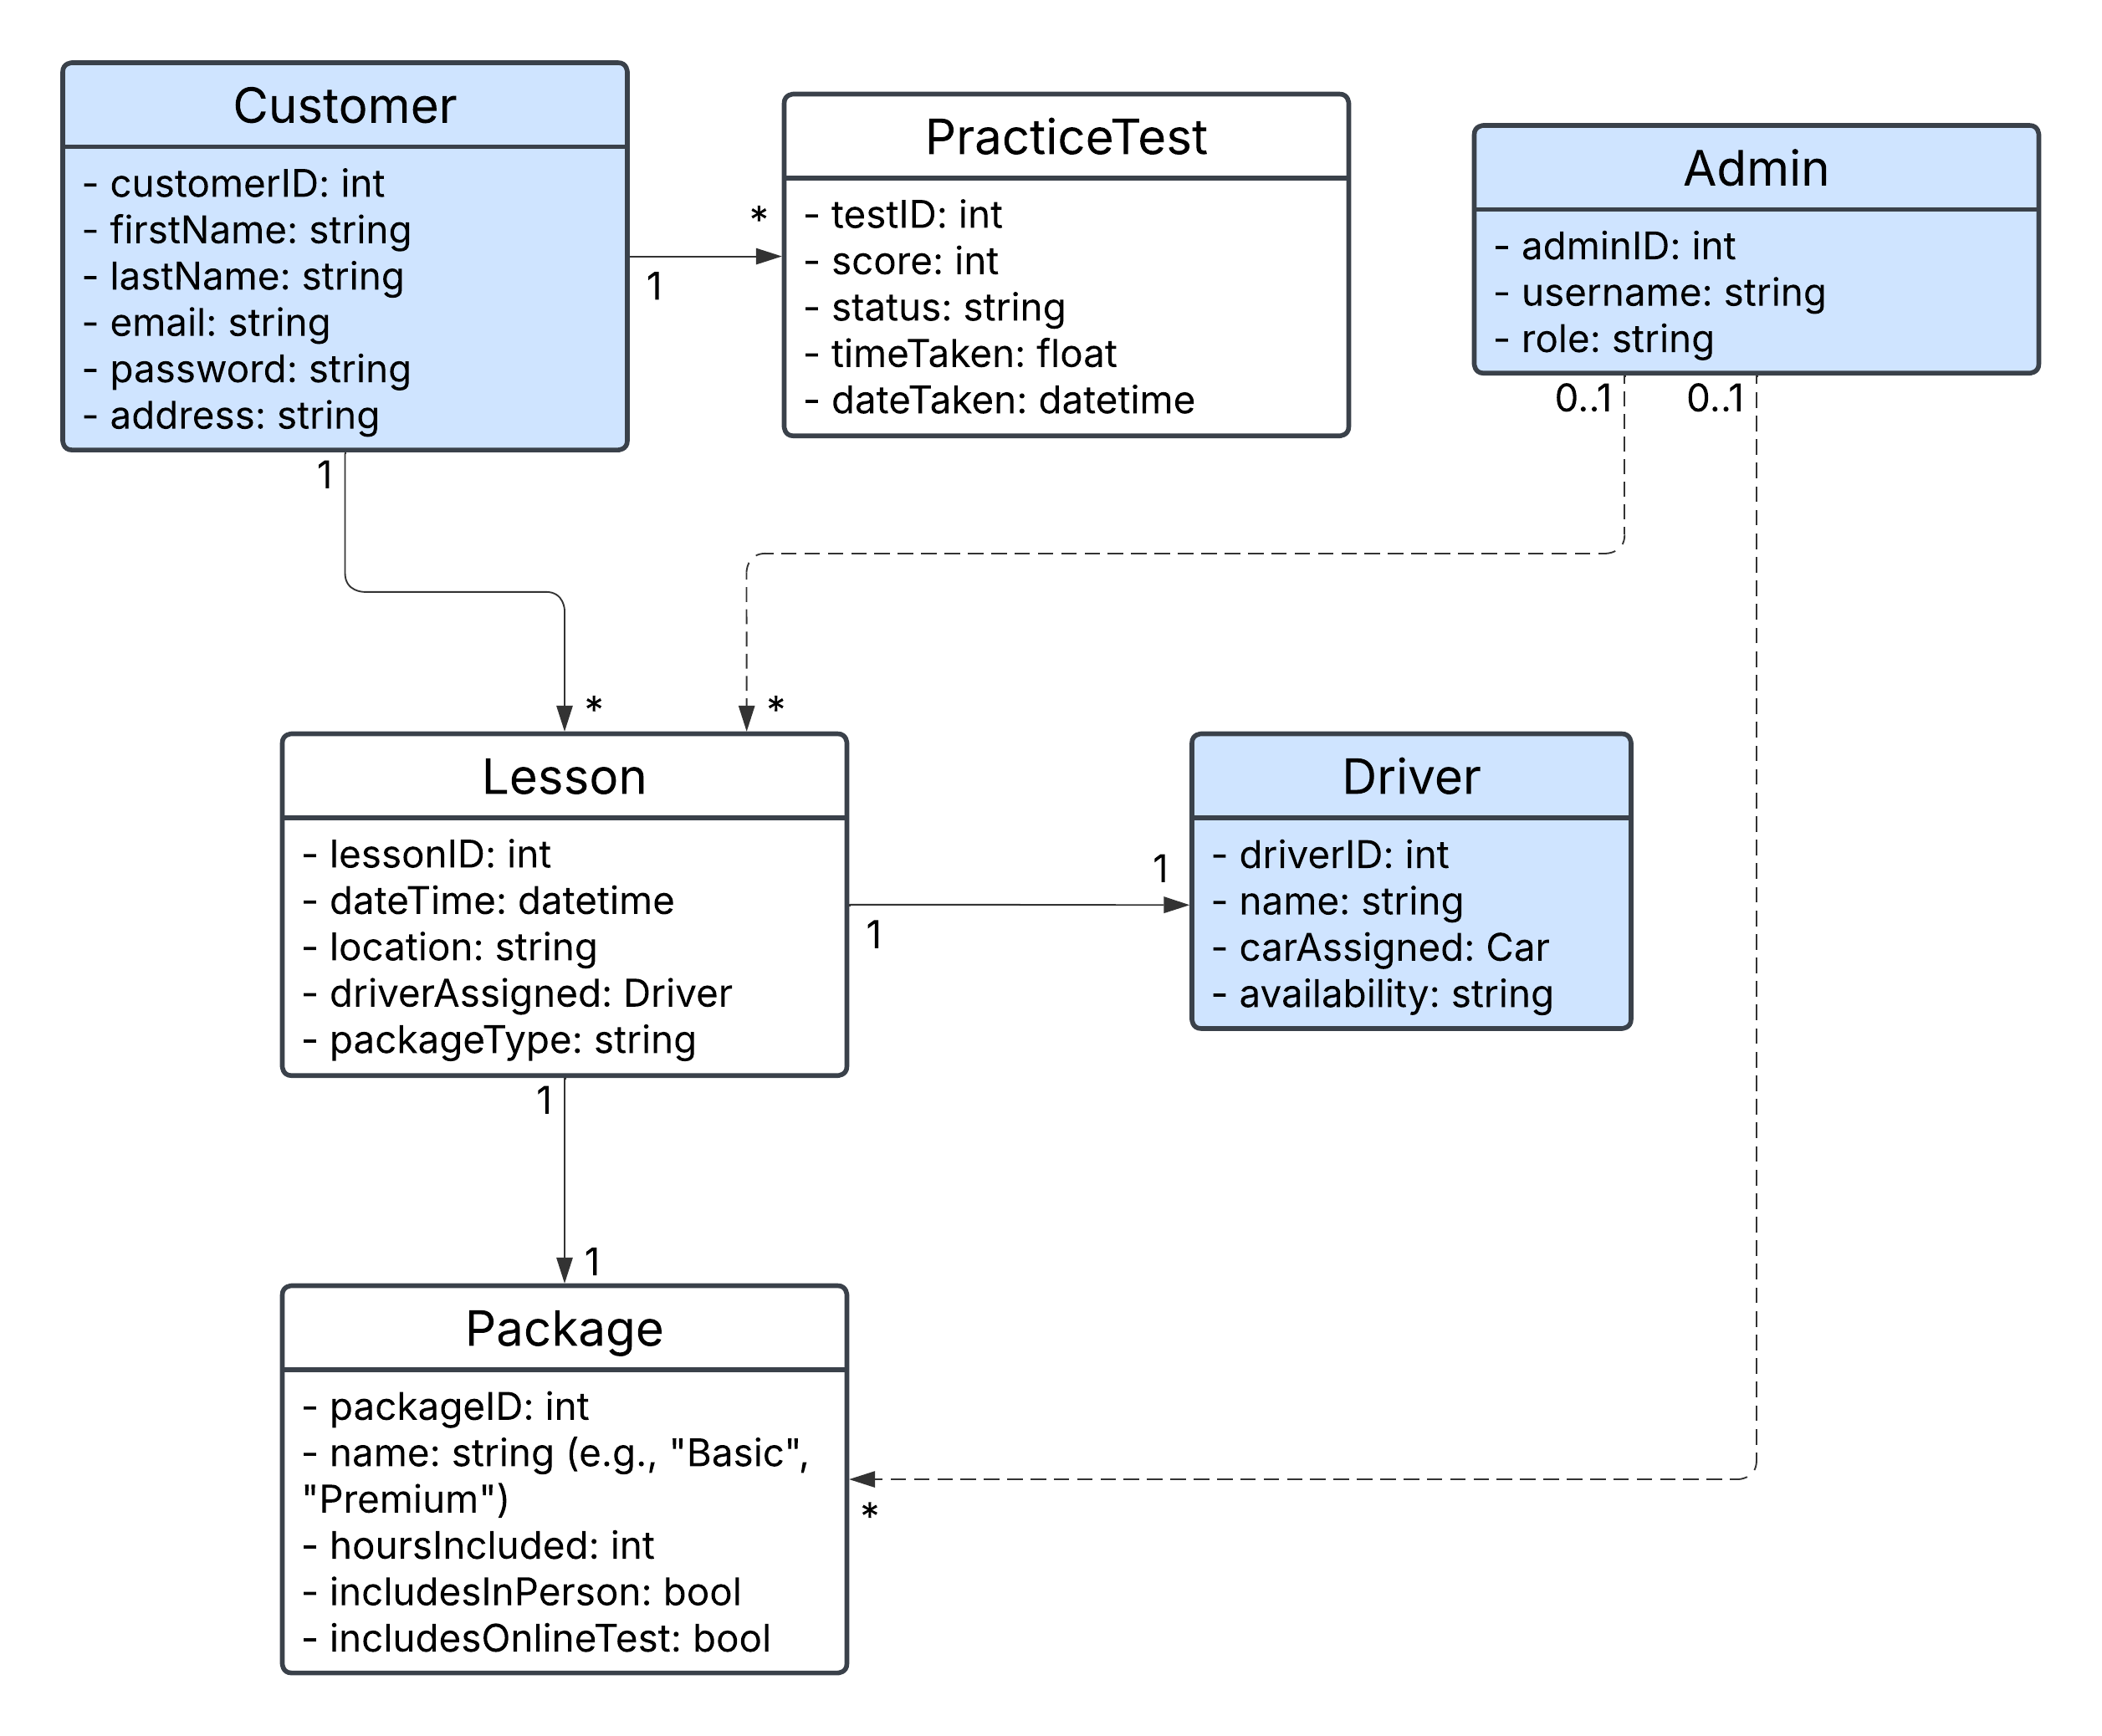 Customer
- customerID: int
- firstName: string
- lastName: string
- email: string
- password: string
- address: string
1
*
1
PracticeTest
- testID: int
- score: int
- status: string
- timeTaken: float
- dateTaken: datetime
Admin
- adminID: int
- username: string
- role: string
0..1
0..1
*
*
Lesson
- lessonID: int
- dateTime: datetime
- location: string
- driverAssigned: Driver
- packageType: string
1
1
Driver
- driverID: int
- name: string
- carAssigned: Car
- availability: string
1
1
Package
- packageID: int
- name: string (e.g., "Basic",
"Premium")
- hoursIncluded: int
- includesInPerson: bool
- includesOnlineTest: bool
*